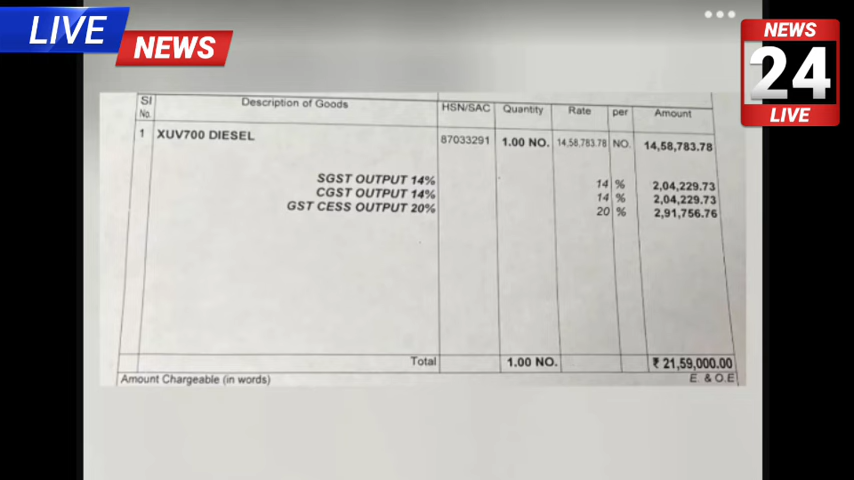 LIVE
NEWS
NEWS
24
LIVE
Sl No. Description of Goods HSN/SAC Quantity Rate per Amount
1 XUV700 DIESEL 87033291 1.00 NO. 14,58,783.78 NO. 14,58,783.78
SGST OUTPUT 14% 14 % 2,04,229.73
CGST OUTPUT 14% 14 % 2,04,229.73
GST CESS OUTPUT 20% 20 % 2,91,756.76
Total 1.00 NO. ₹ 21,59,000.00
Amount Chargeable (in words) E. & O.E